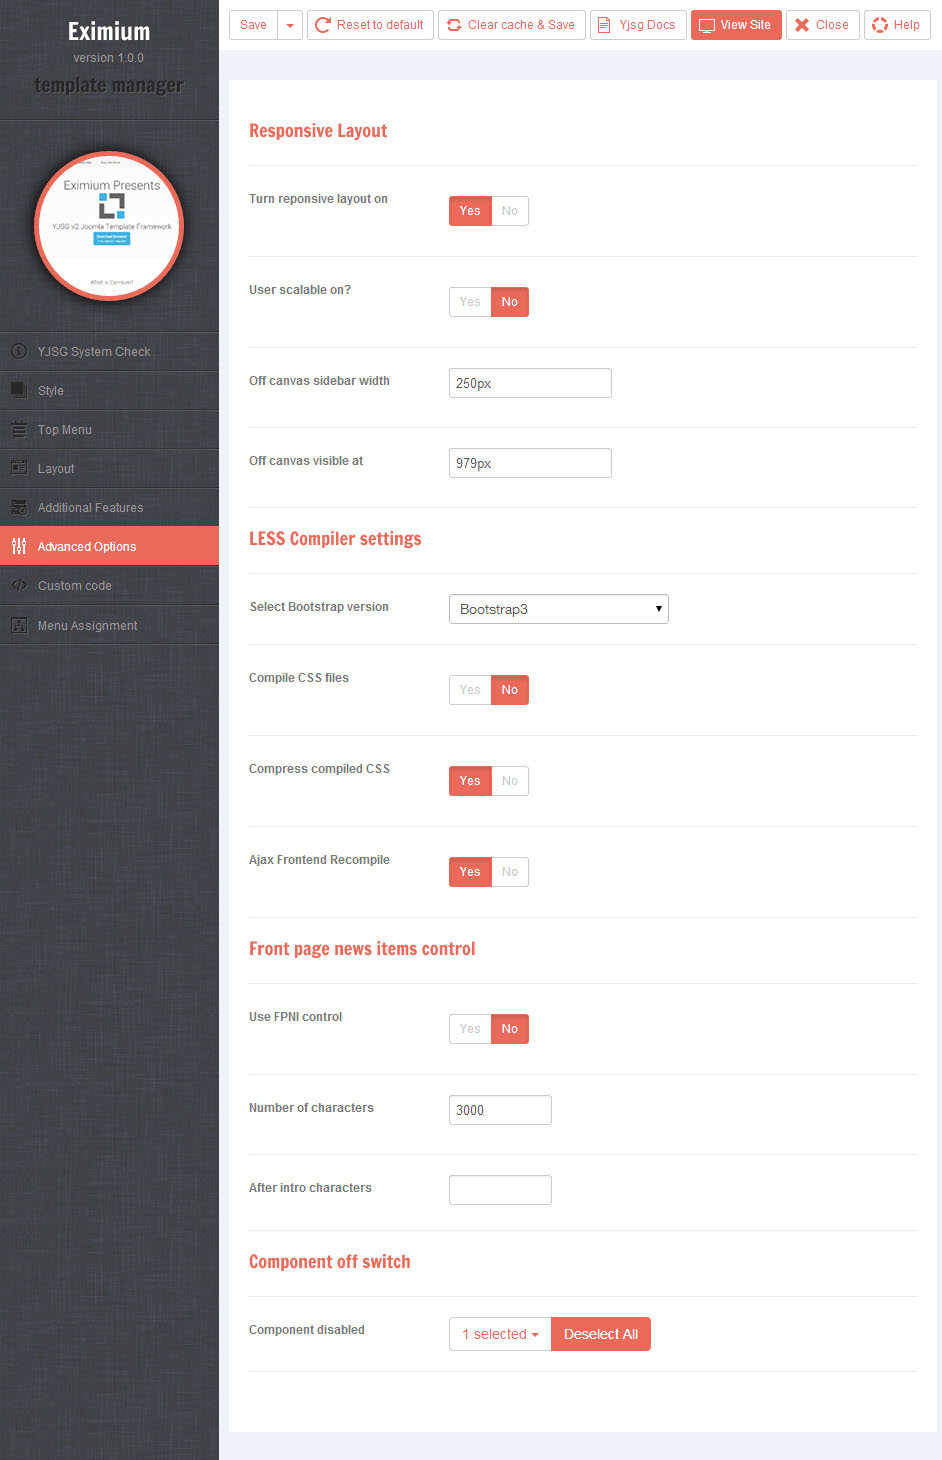 Eximium
version 1.0.0
template manager
Eximium Presents
YJSG v2 Joomla Template Framework
What is Eximium?
YJSG System Check
Style
Top Menu
Layout
Additional Features
Advanced Options
Custom code
Menu Assignment
Save Reset to default Clear cache & Save Yjsg Docs View Site Close Help
Responsive Layout
Turn reponsive layout on Yes No
User scalable on? Yes No
Off canvas sidebar width 250px
Off canvas visible at 979px
LESS Compiler settings
Select Bootstrap version Bootstrap3
Compile CSS files Yes No
Compress compiled CSS Yes No
Ajax Frontend Recompile Yes No
Front page news items control
Use FPNI control Yes No
Number of characters 3000
After intro characters
Component off switch
Component disabled 1 selected Deselect All